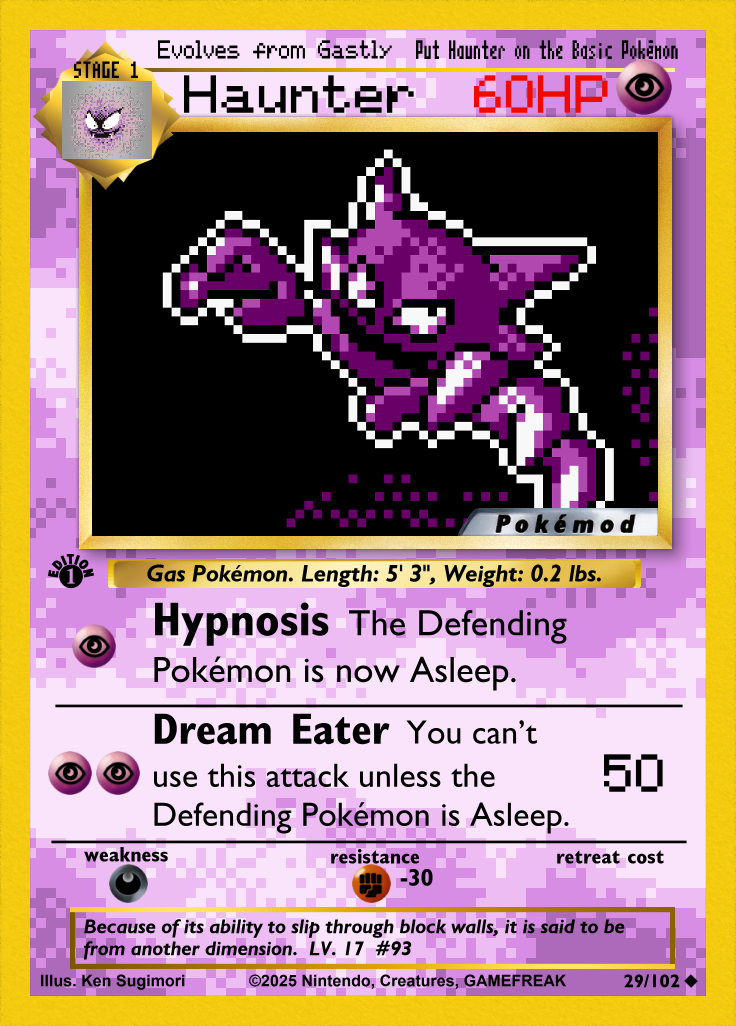 Evolves from Gastly Put Haunter on the Basic Pokémon
STAGE 1
Haunter 60HP
Pokémod
EDITION 1
Gas Pokémon. Length: 5' 3", Weight: 0.2 lbs.
Hypnosis The Defending
Pokémon is now Asleep.
Dream Eater You can't
use this attack unless the
Defending Pokémon is Asleep.
50
weakness resistance retreat cost
-30
Because of its ability to slip through block walls, it is said to be
from another dimension. LV. 17 #93
Illus. Ken Sugimori ©2025 Nintendo, Creatures, GAMEFREAK 29/102